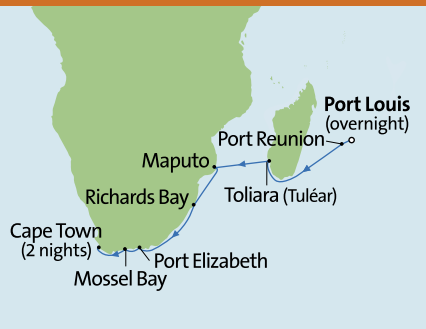 Port Louis
(overnight)
Port Reunion
Maputo
Toliara (Tuléar)
Richards Bay
Cape Town
(2 nights)
Port Elizabeth
Mossel Bay